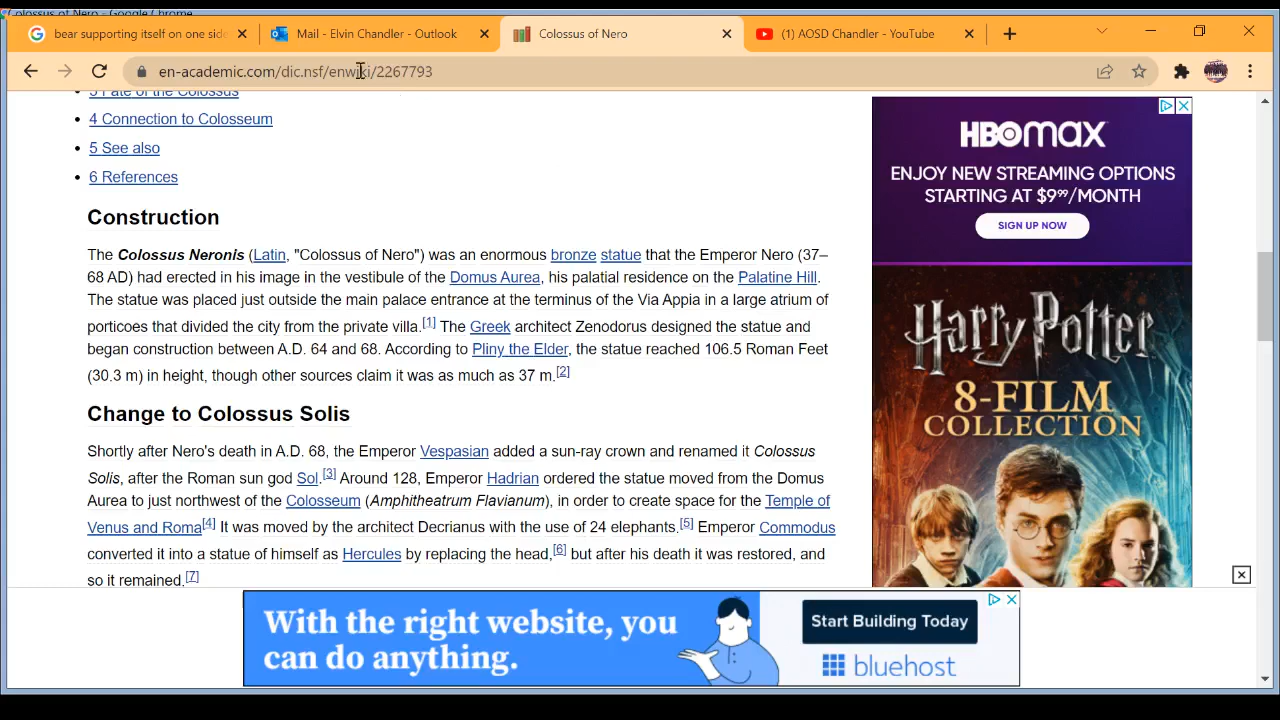 Colossus of Nero - Google Chrome
bear supporting itself on one side
Mail - Elvin Chandler - Outlook
Colossus of Nero
(1) AOSD Chandler - YouTube
en-academic.com/dic.nsf/enwiki/2267793
3 Fate of the Colossus
4 Connection to Colosseum
5 See also
6 References
Construction
The Colossus Neronis (Latin, "Colossus of Nero") was an enormous bronze statue that the Emperor Nero (37–
68 AD) had erected in his image in the vestibule of the Domus Aurea, his palatial residence on the Palatine Hill.
The statue was placed just outside the main palace entrance at the terminus of the Via Appia in a large atrium of
porticoes that divided the city from the private villa.[1] The Greek architect Zenodorus designed the statue and
began construction between A.D. 64 and 68. According to Pliny the Elder, the statue reached 106.5 Roman Feet
(30.3 m) in height, though other sources claim it was as much as 37 m.[2]
Change to Colossus Solis
Shortly after Nero's death in A.D. 68, the Emperor Vespasian added a sun-ray crown and renamed it Colossus
Solis, after the Roman sun god Sol.[3] Around 128, Emperor Hadrian ordered the statue moved from the Domus
Aurea to just northwest of the Colosseum (Amphitheatrum Flavianum), in order to create space for the Temple of
Venus and Roma[4] It was moved by the architect Decrianus with the use of 24 elephants.[5] Emperor Commodus
converted it into a statue of himself as Hercules by replacing the head,[6] but after his death it was restored, and
so it remained.[7]
HBOmax
ENJOY NEW STREAMING OPTIONS
STARTING AT $9.99/MONTH
SIGN UP NOW
Harry Potter
8-FILM
COLLECTION
With the right website, you
can do anything.
Start Building Today
bluehost